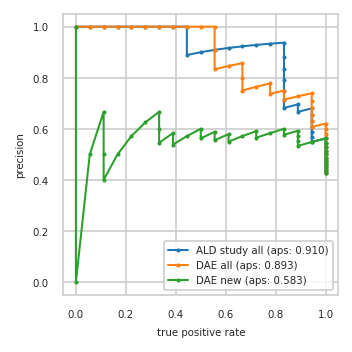 1.0
0.8
0.6
0.4
0.2
0.0
precision
0.0 0.2 0.4 0.6 0.8 1.0
true positive rate
ALD study all (aps: 0.910)
DAE all (aps: 0.893)
DAE new (aps: 0.583)